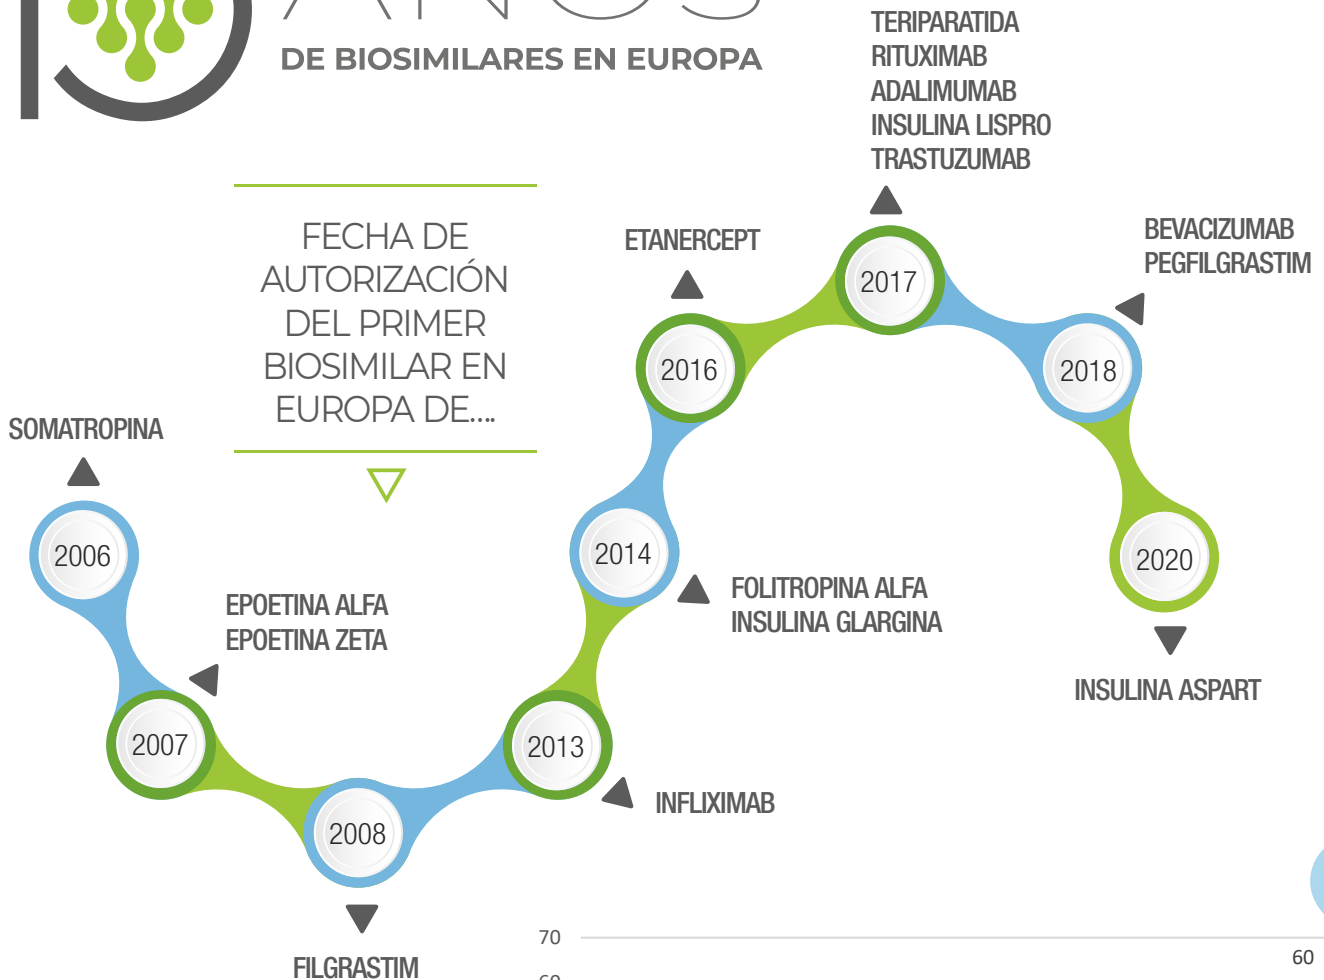 AÑOS
DE BIOSIMILARES EN EUROPA
TERIPARATIDA
RITUXIMAB
ADALIMUMAB
INSULINA LISPRO
TRASTUZUMAB
FECHA DE
AUTORIZACIÓN
DEL PRIMER
BIOSIMILAR EN
EUROPA DE....
ETANERCEPT
BEVACIZUMAB
PEGFILGRASTIM
2017
2016
2018
SOMATROPINA
2006
2014
2020
EPOETINA ALFA
EPOETINA ZETA
FOLITROPINA ALFA
INSULINA GLARGINA
INSULINA ASPART
2007
2013
INFLIXIMAB
2008
FILGRASTIM
70
60